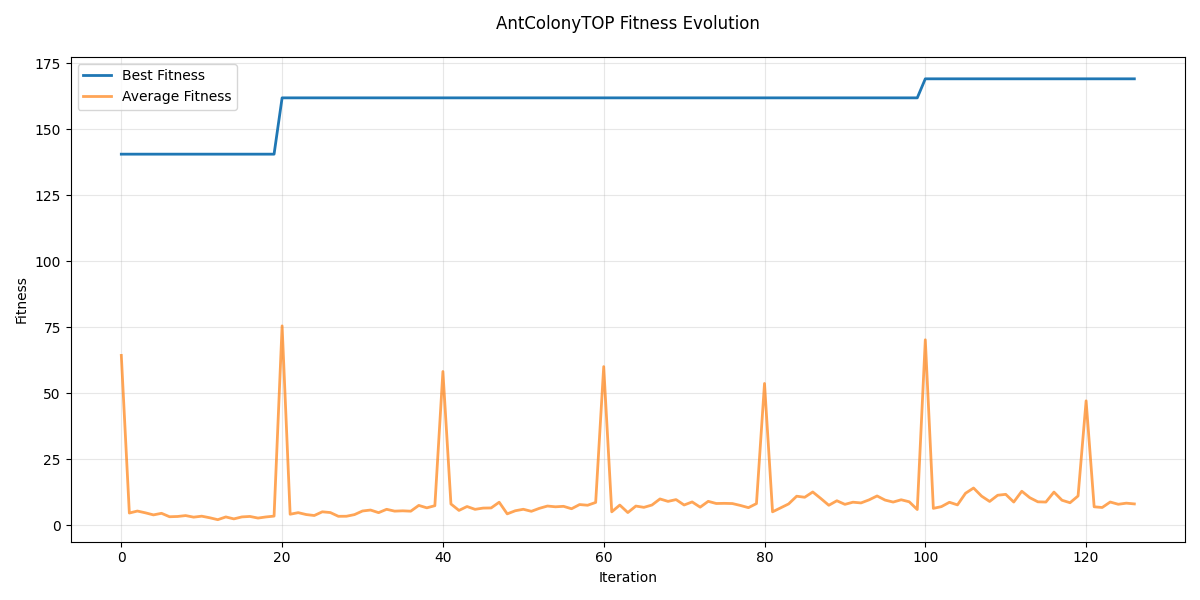 AntColonyTOP Fitness Evolution
Best Fitness
Average Fitness
175
150
125
100
75
50
25
0
Fitness
0 20 40 60 80 100 120
Iteration